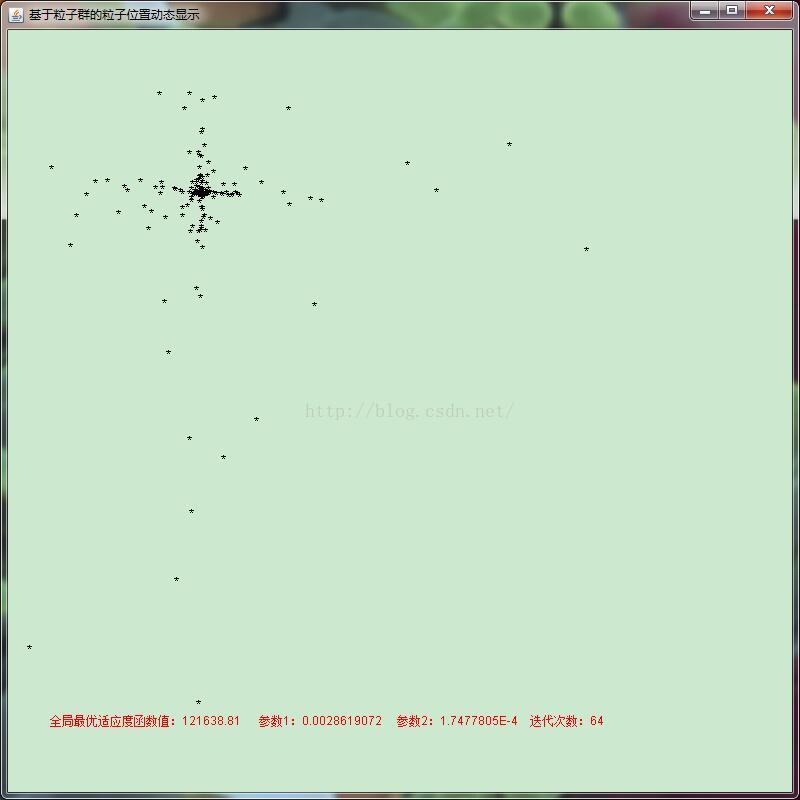 基于粒子群的粒子位置动态显示
http://blog.csdn.net/
全局最优适应度函数值：121638.81 参数1：0.0028619072 参数2：1.7477805E-4 迭代次数：64